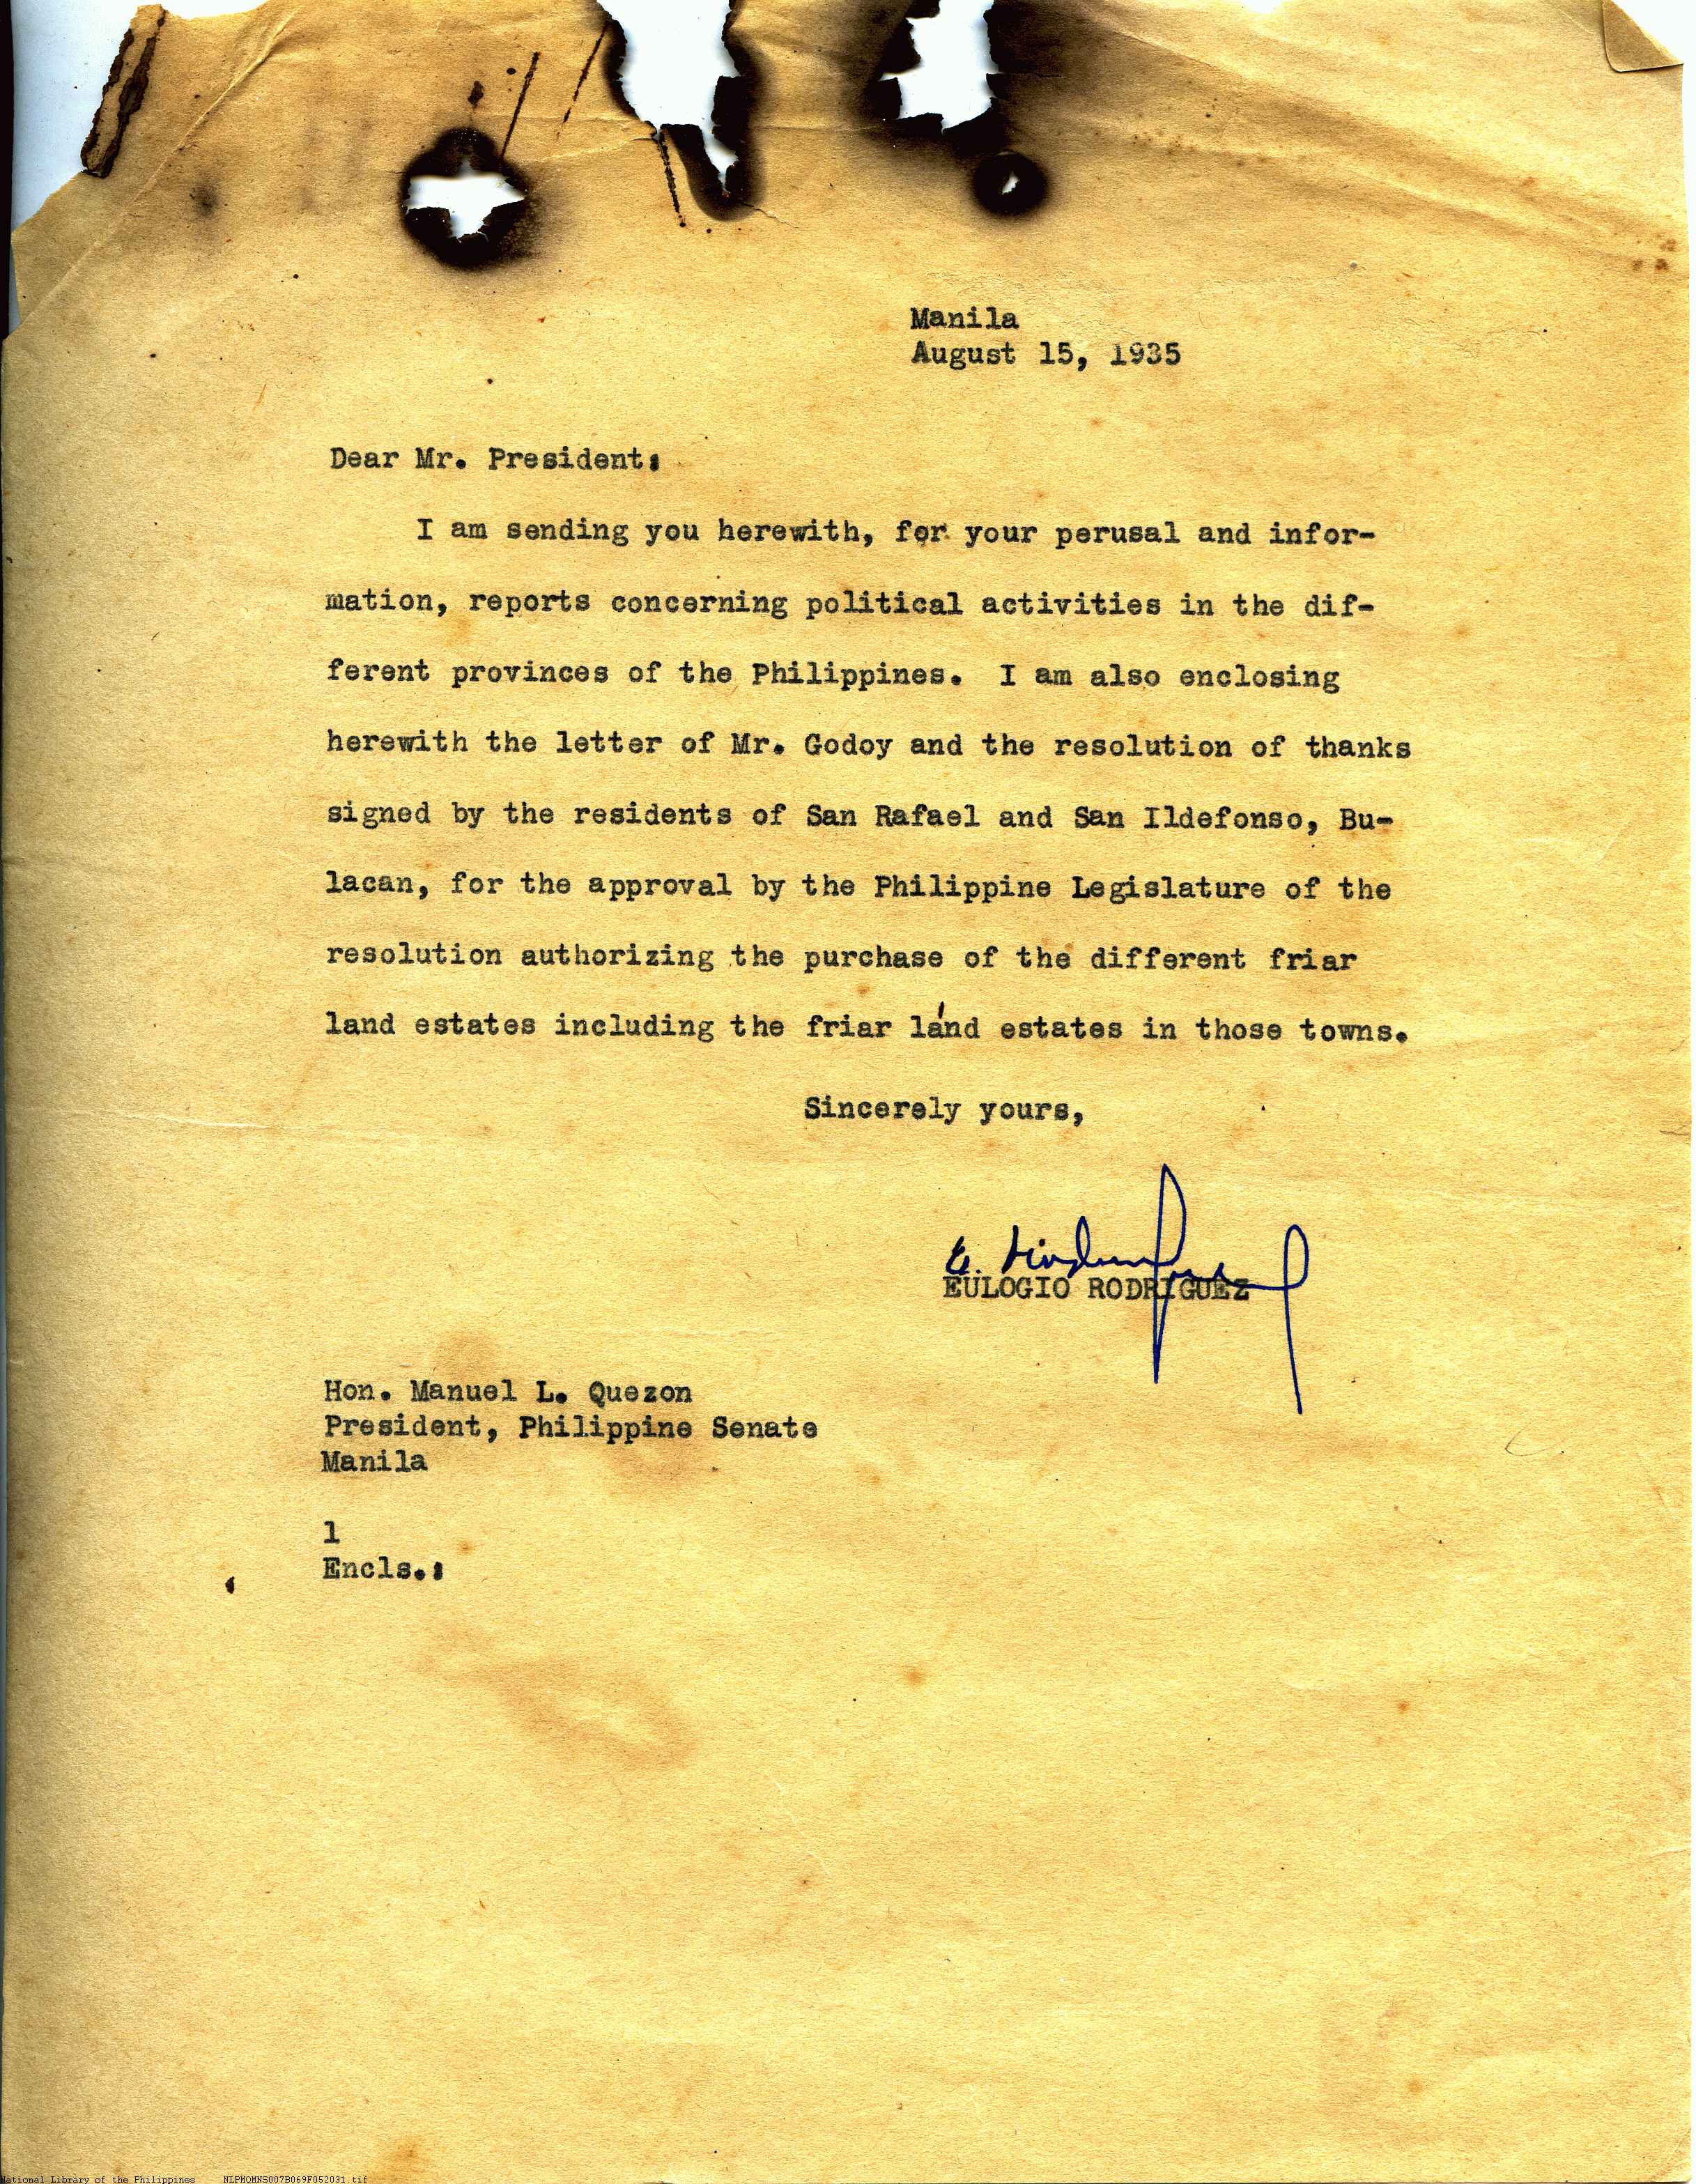 Manila
August 15, 1935
Dear Mr. President:
I am sending you herewith, for your perusal and infor-
mation, reports concerning political activities in the dif-
ferent provinces of the Philippines. I am also enclosing
herewith the letter of Mr. Godoy and the resolution of thanks
signed by the residents of San Rafael and San Ildefonso, Bu-
lacan, for the approval by the Philippine Legislature of the
resolution authorizing the purchase of the different friar
land estates including the friar land estates in those towns.
Sincerely yours,
E. Rodriguez
EULOGIO RODRIGUEZ
Hon. Manuel L. Quezon
President, Philippine Senate
Manila
1
Encls.:
National Library of the Philippines NLPMQMNS007B069F052031.tif